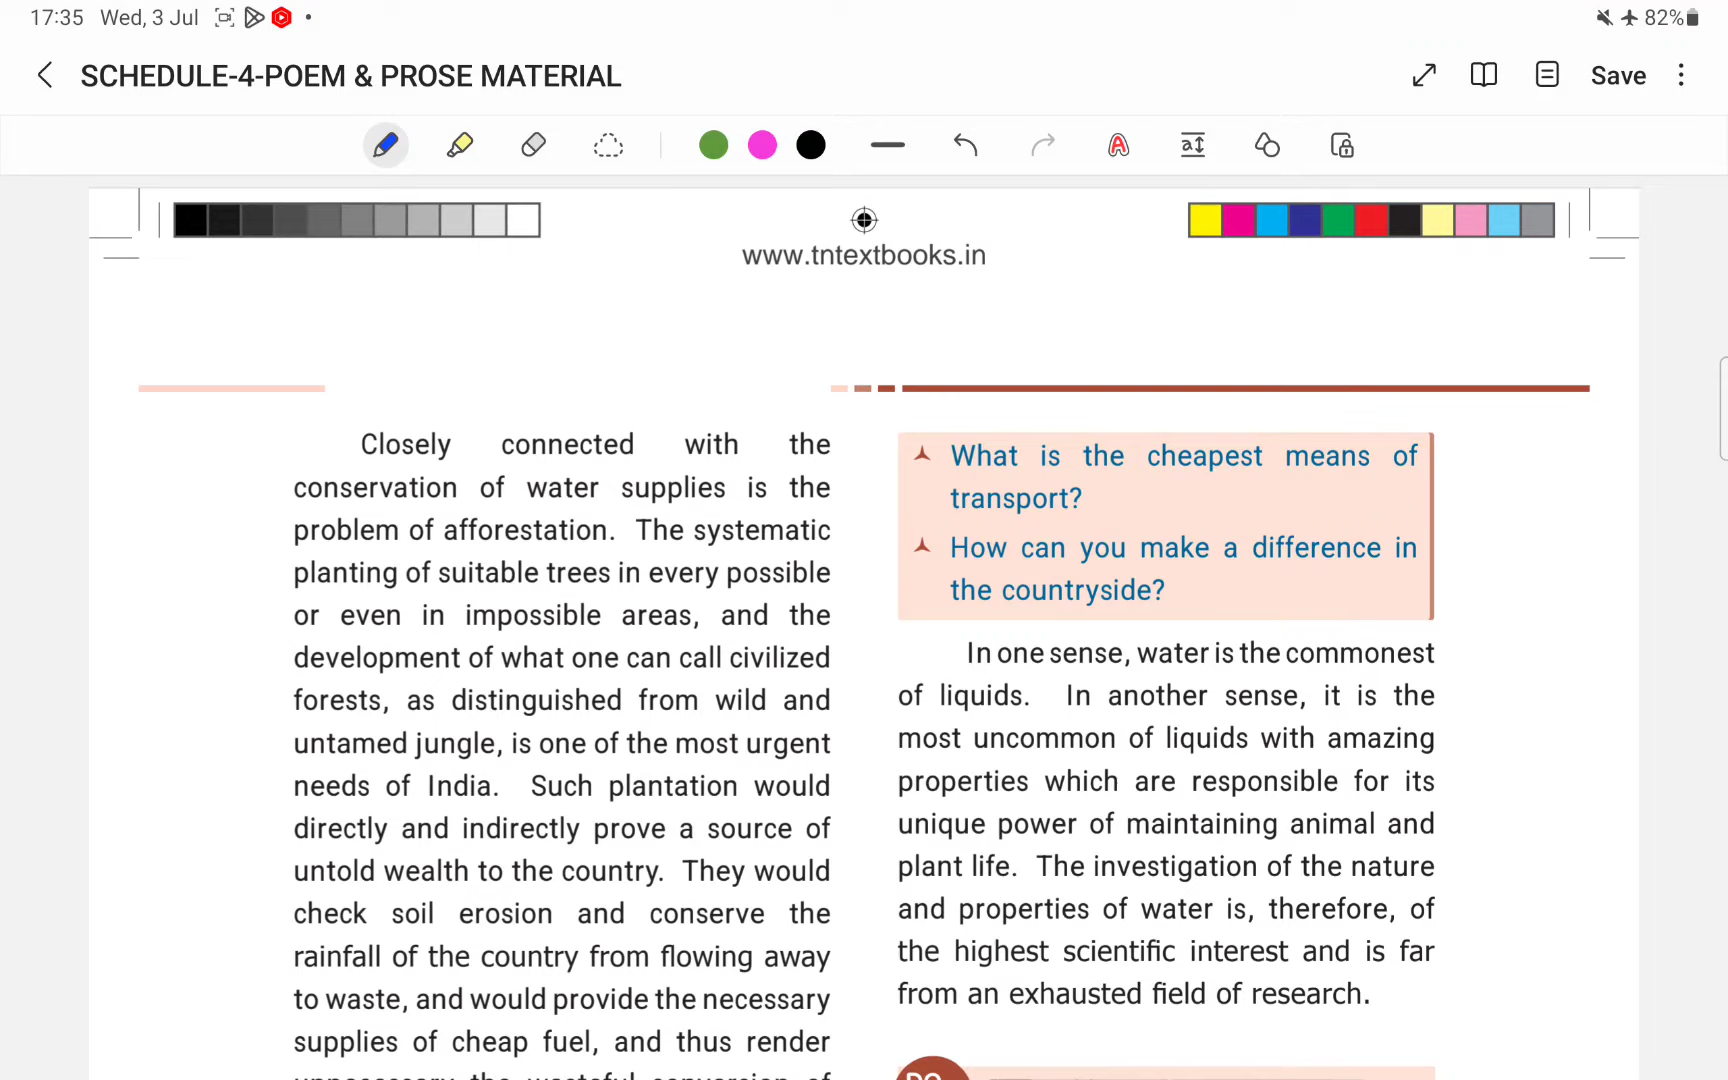 17:35 Wed, 3 Jul 82%
SCHEDULE-4-POEM & PROSE MATERIAL Save
www.tntextbooks.in
Closely connected with the
conservation of water supplies is the
problem of afforestation. The systematic
planting of suitable trees in every possible
or even in impossible areas, and the
development of what one can call civilized
forests, as distinguished from wild and
untamed jungle, is one of the most urgent
needs of India. Such plantation would
directly and indirectly prove a source of
untold wealth to the country. They would
check soil erosion and conserve the
rainfall of the country from flowing away
to waste, and would provide the necessary
supplies of cheap fuel, and thus render
unnecessary the wasteful conversion of
What is the cheapest means of
transport?
How can you make a difference in
the countryside?
In one sense, water is the commonest
of liquids. In another sense, it is the
most uncommon of liquids with amazing
properties which are responsible for its
unique power of maintaining animal and
plant life. The investigation of the nature
and properties of water is, therefore, of
the highest scientific interest and is far
from an exhausted field of research.